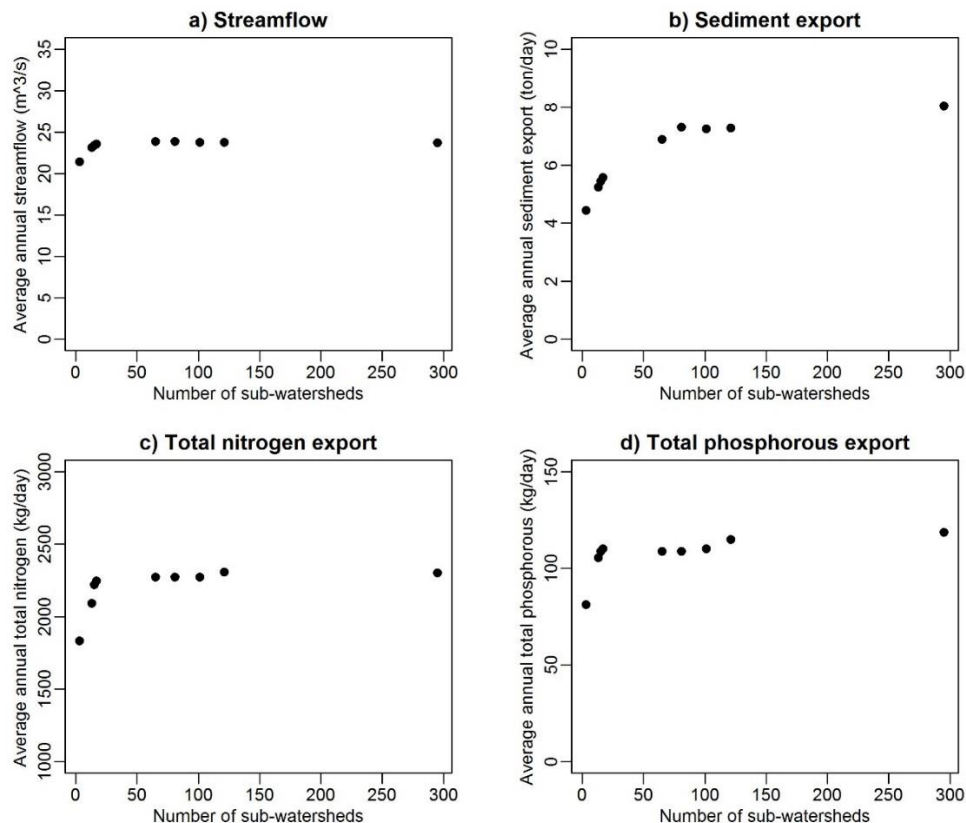 a) Streamflow
Average annual streamflow (m^3/s)
35
30
25
20
15
10
5
0
0 50 100 150 200 250 300
Number of sub-watersheds
b) Sediment export
Average annual sediment export (ton/day)
10
8
6
4
2
0
0 50 100 150 200 250 300
Number of sub-watersheds
c) Total nitrogen export
Average annual total nitrogen (kg/day)
3000
2500
2000
1500
1000
0 50 100 150 200 250 300
Number of sub-watersheds
d) Total phosphorous export
Average annual total phosphorous (kg/day)
150
100
50
0
0 50 100 150 200 250 300
Number of sub-watersheds